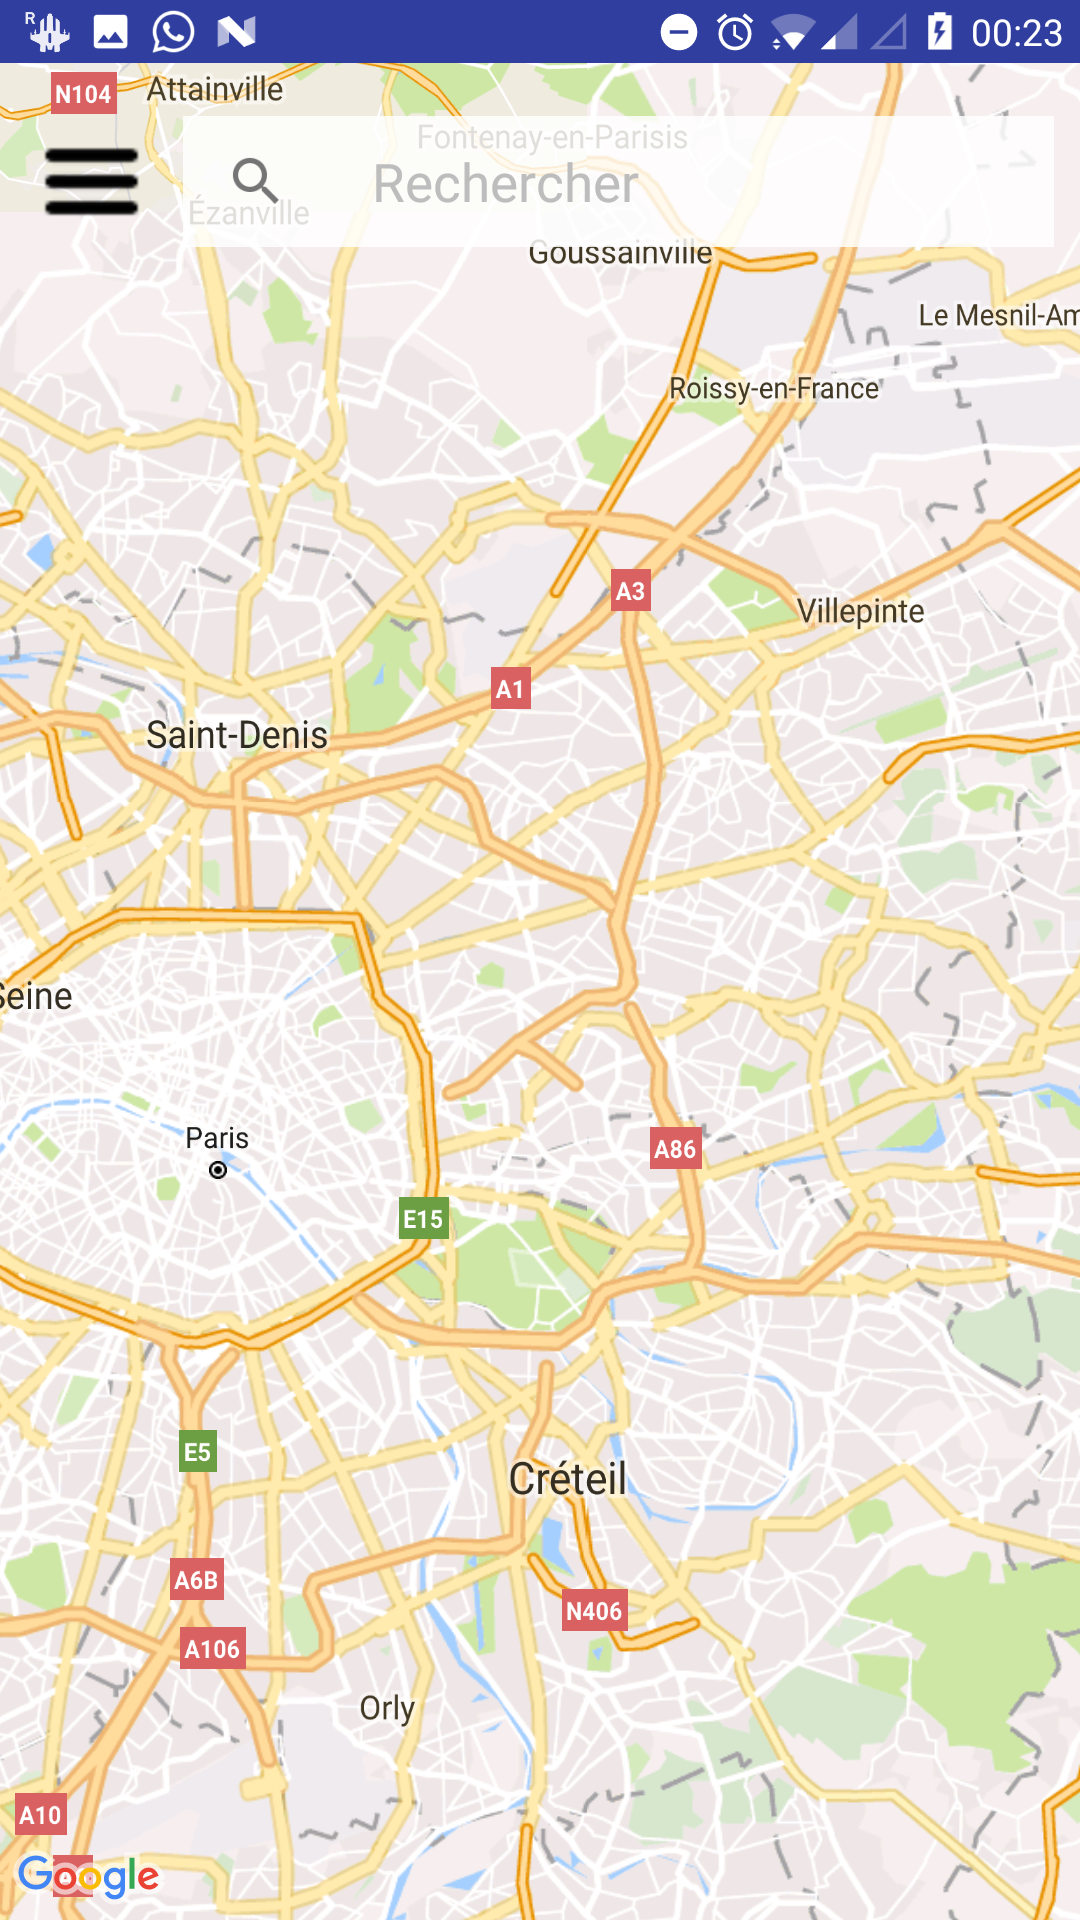 R
00:23
N104
Attainville
Fontenay-en-Parisis
Rechercher
Ézanville
Goussainville
Le Mesnil-Am
Roissy-en-France
A3
Villepinte
A1
Saint-Denis
Seine
Paris
A86
E15
E5
Créteil
A6B
N406
A106
Orly
A10
Google